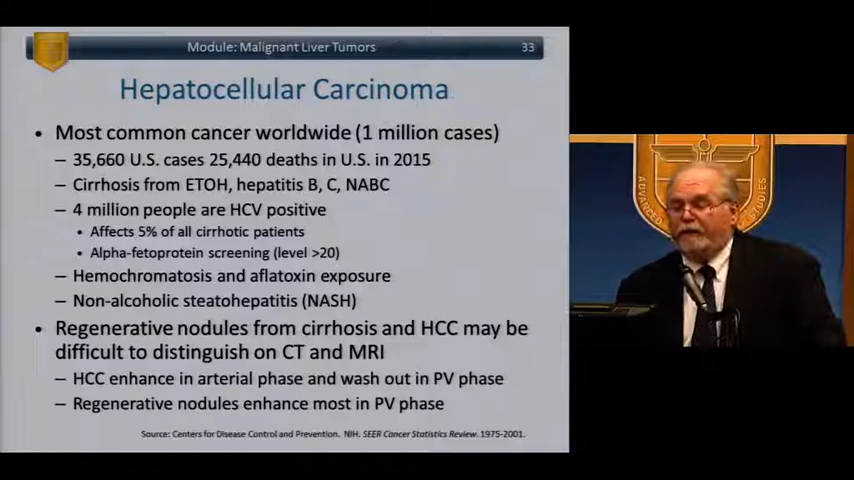 Module: Malignant Liver Tumors
33
Hepatocellular Carcinoma
• Most common cancer worldwide (1 million cases)
– 35,660 U.S. cases 25,440 deaths in U.S. in 2015
– Cirrhosis from ETOH, hepatitis B, C, NABC
– 4 million people are HCV positive
• Affects 5% of all cirrhotic patients
• Alpha-fetoprotein screening (level >20)
– Hemochromatosis and aflatoxin exposure
– Non-alcoholic steatohepatitis (NASH)
• Regenerative nodules from cirrhosis and HCC may be
difficult to distinguish on CT and MRI
– HCC enhance in arterial phase and wash out in PV phase
– Regenerative nodules enhance most in PV phase
Source: Centers for Disease Control and Prevention. NIH. SEER Cancer Statistics Review. 1975-2001.
ADVANCED
STUDIES